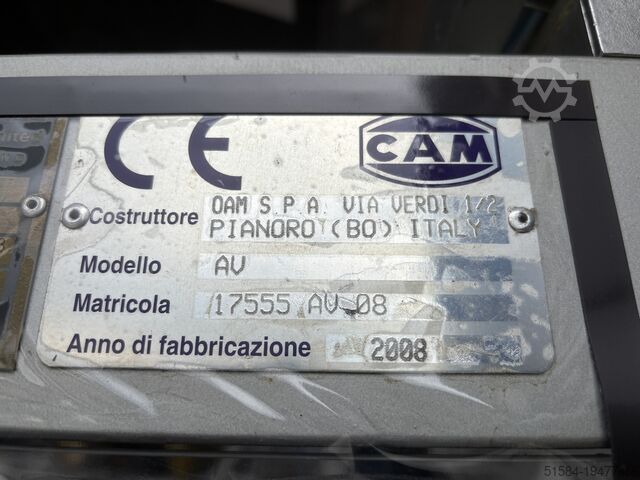 CE
CAM
Costruttore OAM S.P.A. VIA VERDI 1/2
PIANORO (BO) ITALY
Modello AV
Matricola 17555 AV 08
Anno di fabbricazione 2008